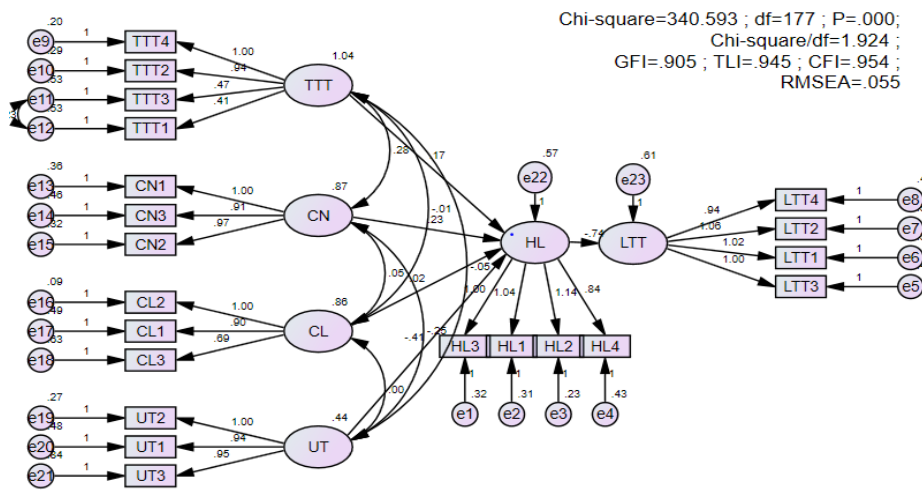 Chi-square=340.593 ; df=177 ; P=.000;
Chi-square/df=1.924 ;
GFI=.905 ; TLI=.945 ; CFI=.954 ;
RMSEA=.055
.20
e9 1 TTT4 1.00
.29
e10 1 TTT2 .94
.53
e11 1 TTT3 .47
.53
e12 1 TTT1 .41
1.04
TTT
.36
e13 1 CN1 1.00
.46
e14 1 CN3 .91
.32
e15 1 CN2 .97
.87
CN
.09
e16 1 CL2 1.00
.49
e17 1 CL1 .90
.63
e18 1 CL3 .69
.86
CL
.27
e19 1 UT2 1.00
.48
e20 1 UT1 .94
e21 1 UT3 .95
.44
UT
.17
.28
-.01
.23
.05
.02
-.05
-.41
-.25
.00
.57
e22
1
HL
-.74
.61
e23
1
LTT
.94 LTT4 1 e8
1.06 LTT2 1 e7
1.02 LTT1 1 e6
1.00 LTT3 1 e5
1.00 1.04 1.14 .84
HL3 HL1 HL2 HL4
1 1 1 1
.32 .31 .23 .43
e1 e2 e3 e4